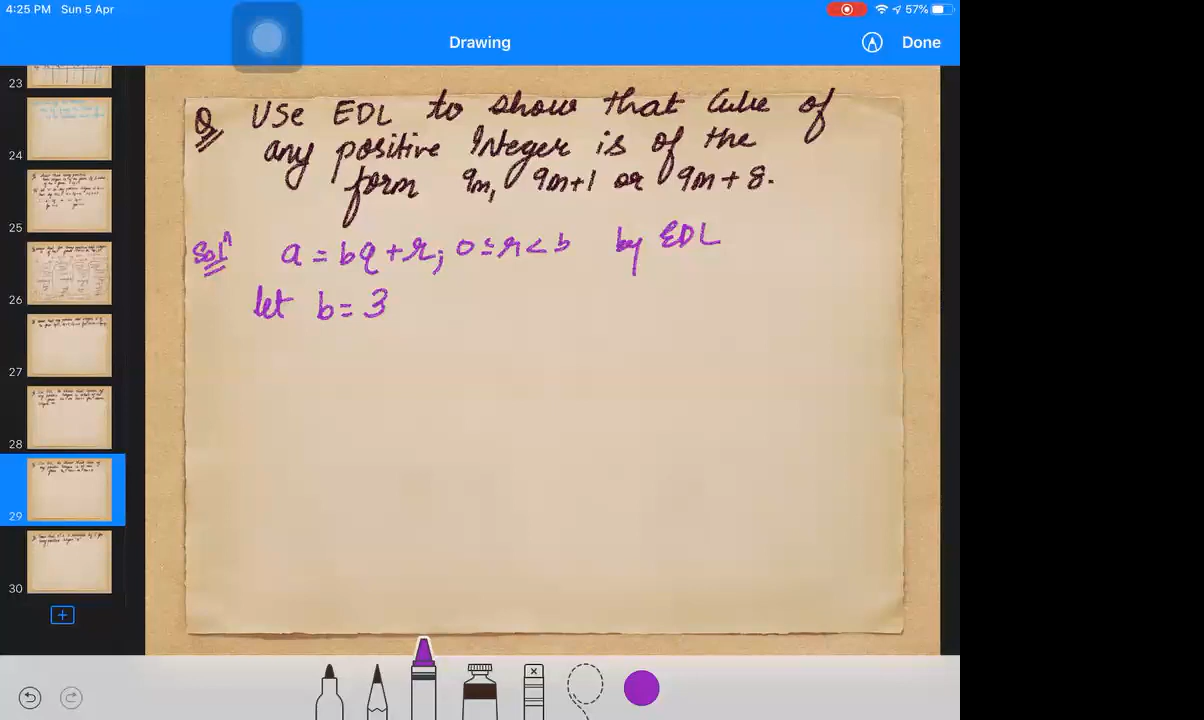 4:25 PM Sun 5 Apr
57%
Drawing
Done
23
24
25
26
27
28
29
30
Q USE EDL to show that Cube of
any positive Integer is of the
form 9m, 9m+1 or 9m+8.
Solⁿ a = bq + r; 0 ≤ r < b by EDL
let b = 3